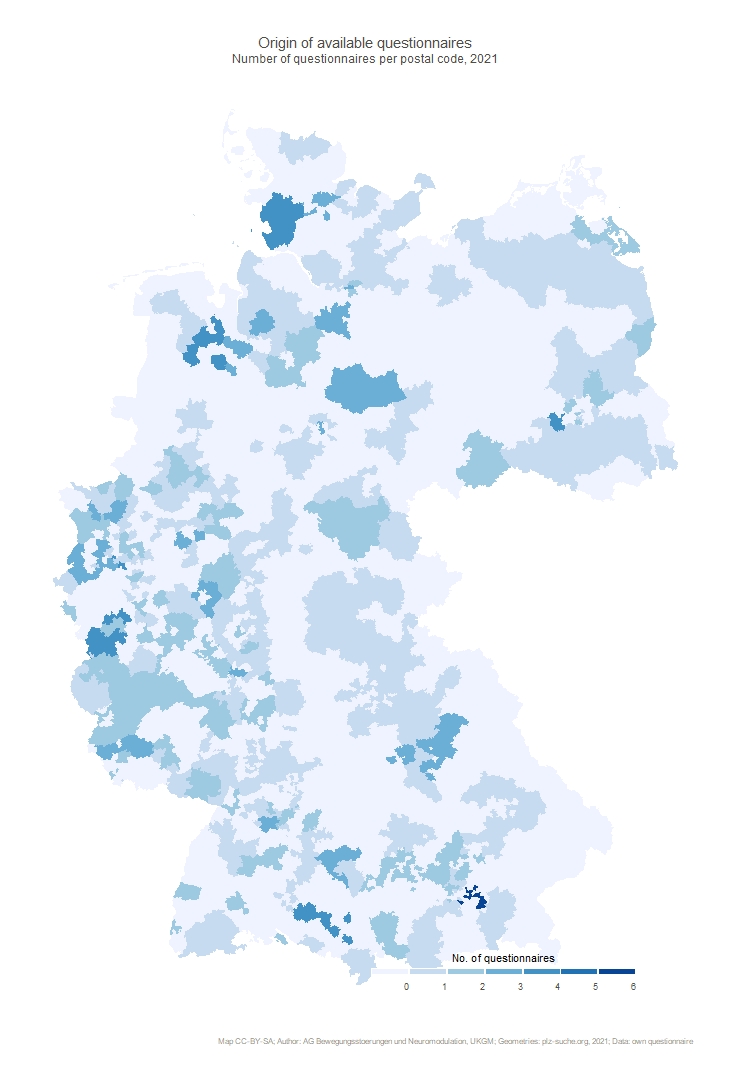 Origin of available questionnaires
Number of questionnaires per postal code, 2021
No. of questionnaires
0 1 2 3 4 5 6
Map CC-BY-SA; Author: AG Bewegungsstoerungen und Neuromodulation, UKGM; Geometries: plz-suche.org, 2021; Data: own questionnaire